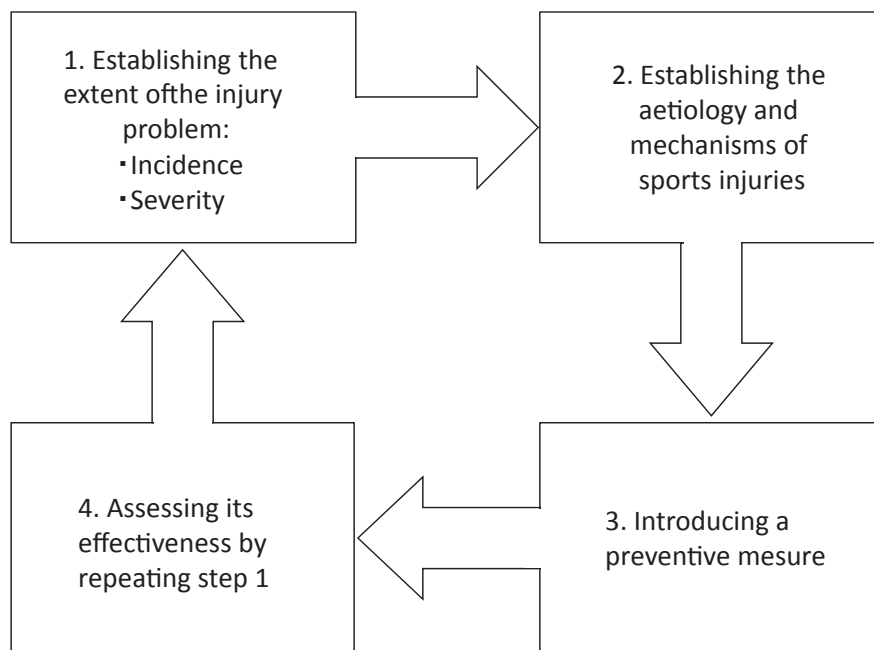 1. Establishing the
extent ofthe injury
problem:
· Incidence
· Severity
2. Establishing the
aetiology and
mechanisms of
sports injuries
3. Introducing a
preventive mesure
4. Assessing its
effectiveness by
repeating step 1